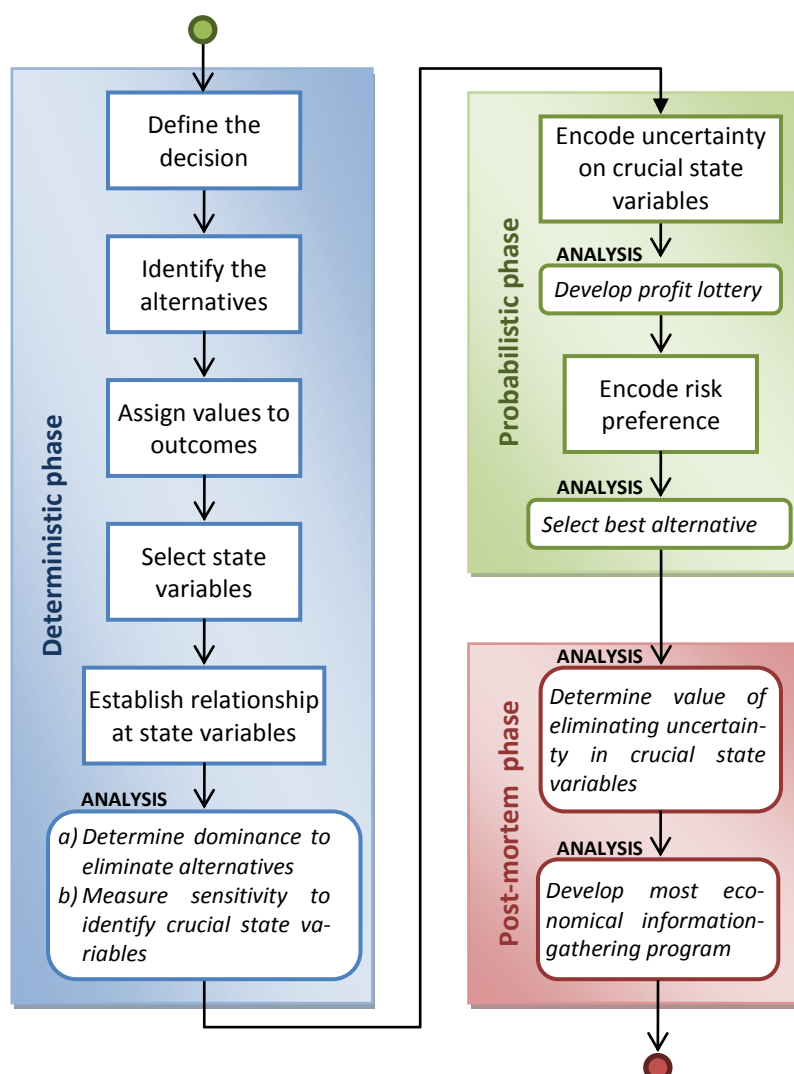 Deterministic phase
Define the
decision
Identify the
alternatives
Assign values to
outcomes
Select state
variables
Establish relationship
at state variables
ANALYSIS
a) Determine dominance to
eliminate alternatives
b) Measure sensitivity to
identify crucial state va-
riables
Probabilistic phase
Encode uncertainty
on crucial state
variables
ANALYSIS
Develop profit lottery
Encode risk
preference
ANALYSIS
Select best alternative
Post-mortem phase
ANALYSIS
Determine value of
eliminating uncertain-
ty in crucial state
variables
ANALYSIS
Develop most eco-
nomical information-
gathering program